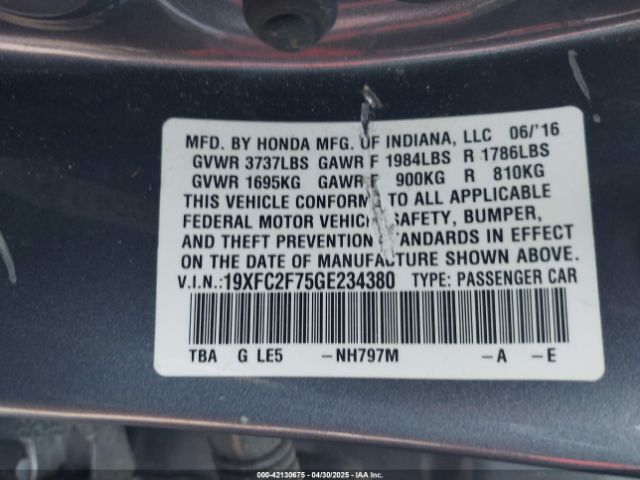 MFD. BY HONDA MFG. OF INDIANA, LLC 06/'16
GVWR 3737LBS GAWR F 1984LBS R 1786LBS
GVWR 1695KG GAWR F 900KG R 810KG
THIS VEHICLE CONFORMS TO ALL APPLICABLE
FEDERAL MOTOR VEHICLE SAFETY, BUMPER,
AND THEFT PREVENTION STANDARDS IN EFFECT
ON THE DATE OF MANUFACTURE SHOWN ABOVE.
V.I.N.:19XFC2F75GE234380 TYPE: PASSENGER CAR
TBA G LE5 –NH797M –A –E
000-42130675 - 04/30/2025 - IAAI.com